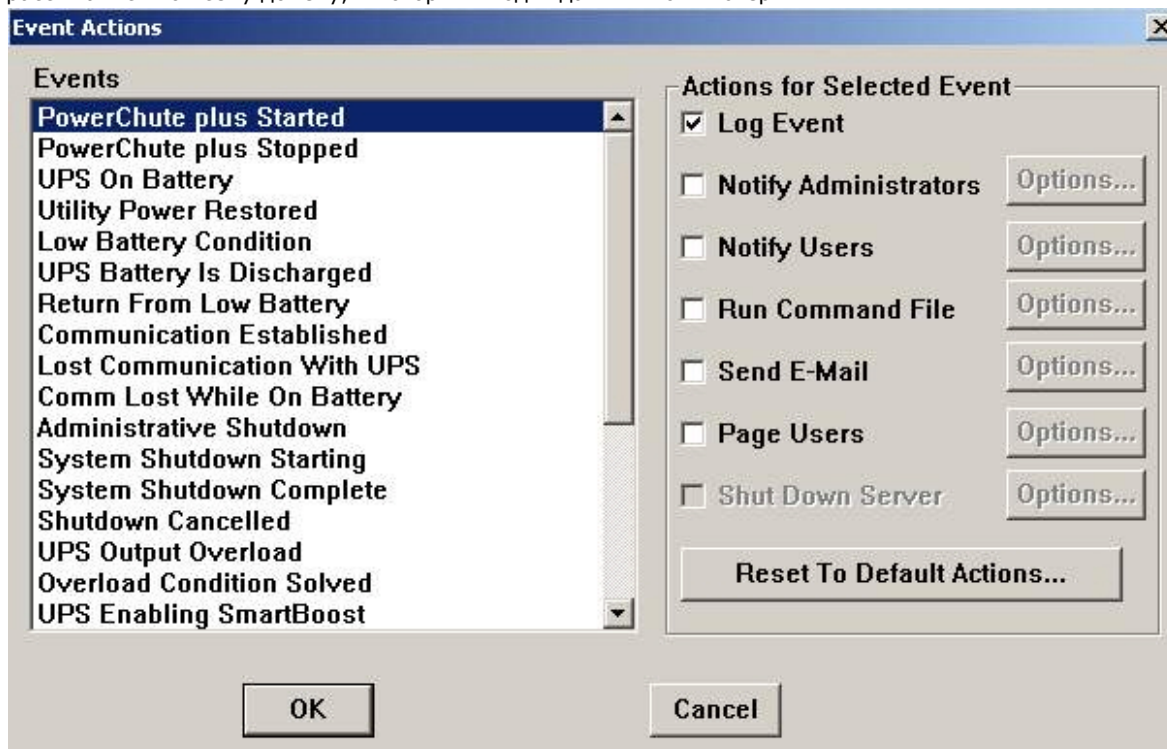 Event Actions
Events
PowerChute plus Started
PowerChute plus Stopped
UPS On Battery
Utility Power Restored
Low Battery Condition
UPS Battery Is Discharged
Return From Low Battery
Communication Established
Lost Communication With UPS
Comm Lost While On Battery
Administrative Shutdown
System Shutdown Starting
System Shutdown Complete
Shutdown Cancelled
UPS Output Overload
Overload Condition Solved
UPS Enabling SmartBoost
Actions for Selected Event
Log Event
Notify Administrators Options...
Notify Users Options...
Run Command File Options...
Send E-Mail Options...
Page Users Options...
Shut Down Server Options...
Reset To Default Actions...
OK
Cancel